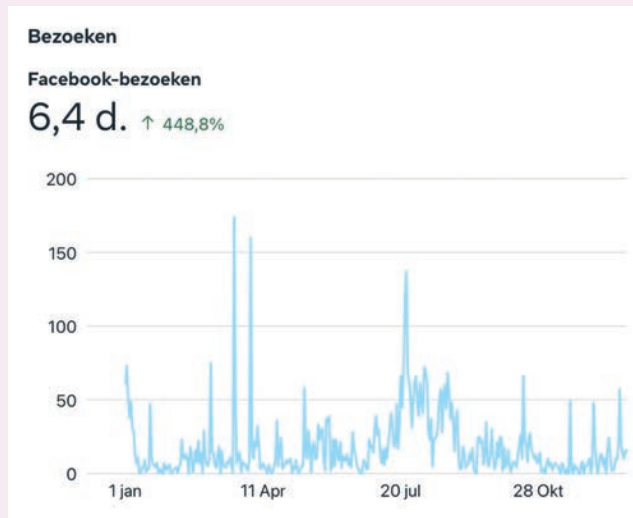 Bezoeken
Facebook-bezoeken
6,4 d. ↑ 448,8%
200
150
100
50
0
1 jan 11 Apr 20 jul 28 Okt